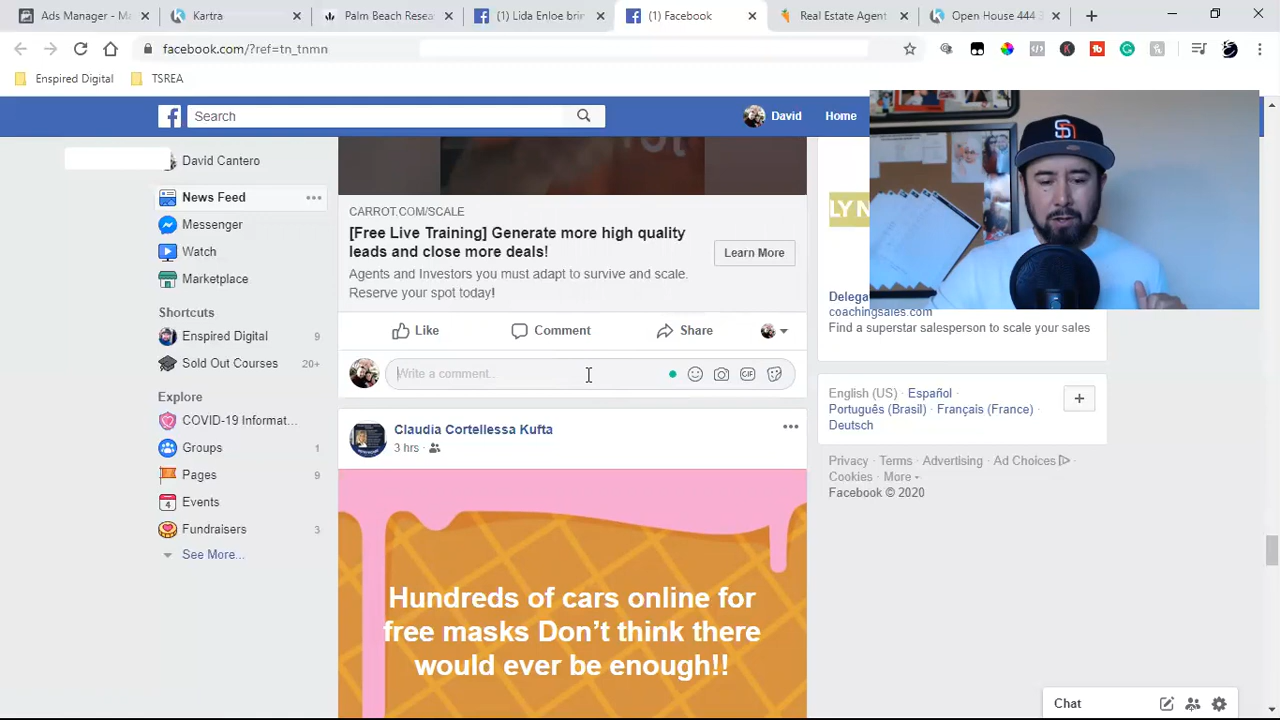 Ads Manager - Ma
Kartra
Palm Beach Resea
(1) Lida Enloe brin
(1) Facebook
Real Estate Agent
Open House 444 3
facebook.com/?ref=tn_tnmn
Enspired Digital
TSREA
Search
David
Home
David Cantero
News Feed
Messenger
Watch
Marketplace
Shortcuts
Enspired Digital 9
Sold Out Courses 20+
Explore
COVID-19 Informat...
Groups 1
Pages 9
Events
Fundraisers 3
See More...
CARROT.COM/SCALE
[Free Live Training] Generate more high quality
leads and close more deals!
Learn More
Agents and Investors you must adapt to survive and scale.
Reserve your spot today!
Like
Comment
Share
Write a comment...
GIF
Claudia Cortellessa Kufta
3 hrs
Hundreds of cars online for
free masks Don’t think there
would ever be enough!!
LYN
SD
Delega
coachingsales.com
Find a superstar salesperson to scale your sales
English (US) · Español ·
Português (Brasil) · Français (France) ·
Deutsch
Privacy · Terms · Advertising · Ad Choices ·
Cookies · More
Facebook © 2020
Chat